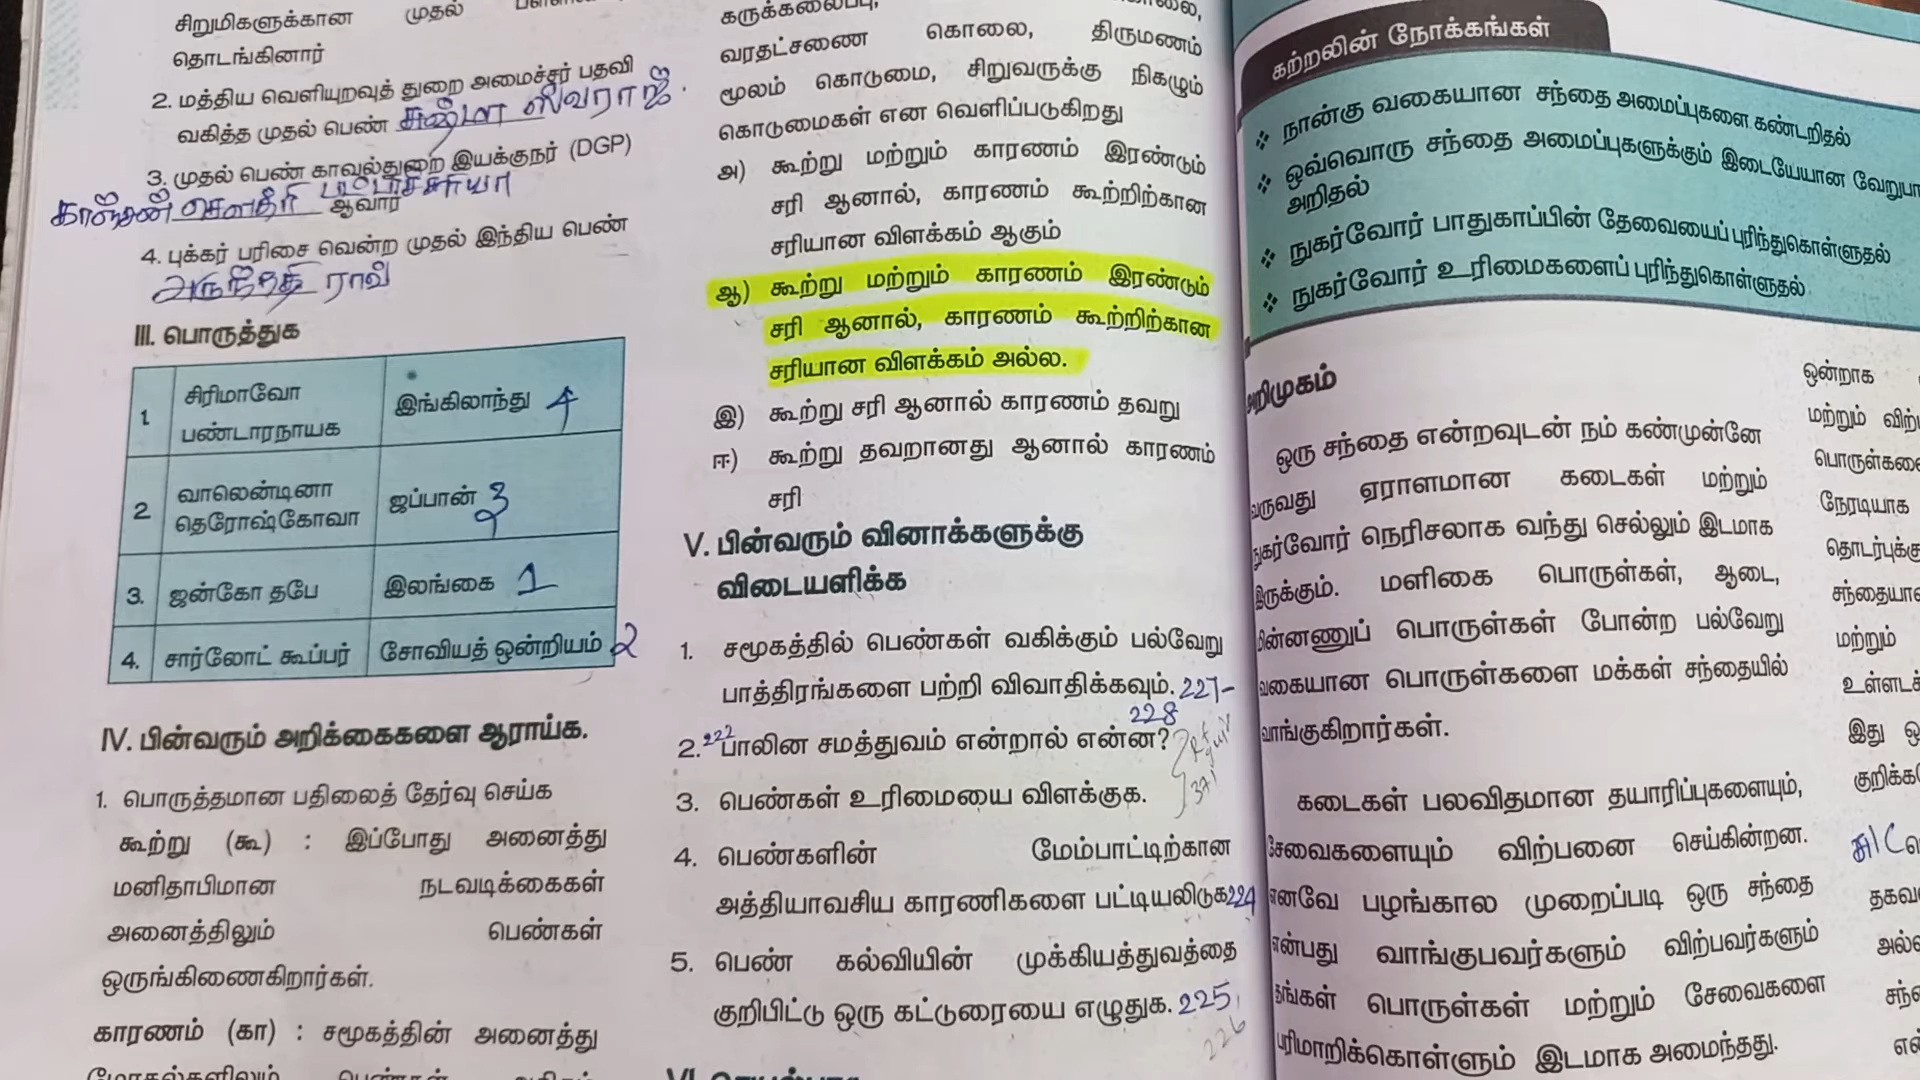 சிறுமிகளுக்கான முதல்
தொடங்கினார்
2. மத்திய வெளியுறவுத் துறை அமைச்சர் பதவி
வகித்த முதல் பெண் சுஷ்மா ஸ்வராஜ்.
3. முதல் பெண் காவல்துறை இயக்குநர் (DGP)
காஞ்சன் சௌதரி பட்டாச்சார்யா ஆவார்
4. புக்கர் பரிசை வென்ற முதல் இந்திய பெண்
அருந்ததி ராய்
III. பொருத்துக
1. சிரிமாவோ பண்டாரநாயக இங்கிலாந்து 4
2 வாலென்டினா தெரோஷ்கோவா ஜப்பான் 3
3. ஜன்கோ தபே இலங்கை 1
4. சார்லோட் கூப்பர் சோவியத் ஒன்றியம் 2
IV. பின்வரும் அறிக்கைகளை ஆராய்க.
1. பொருத்தமான பதிலைத் தேர்வு செய்க
கூற்று (கூ) : இப்போது அனைத்து
மனிதாபிமான நடவடிக்கைகள்
அனைத்திலும் பெண்கள்
ஒருங்கிணைகிறார்கள்.
காரணம் (கா) : சமூகத்தின் அனைத்து
கருக்கலைப்பு,
வரதட்சணை கொலை, திருமணம்
மூலம் கொடுமை, சிறுவருக்கு நிகழும்
கொடுமைகள் என வெளிப்படுகிறது
அ) கூற்று மற்றும் காரணம் இரண்டும்
சரி ஆனால், காரணம் கூற்றிற்கான
சரியான விளக்கம் ஆகும்
ஆ) கூற்று மற்றும் காரணம் இரண்டும்
சரி ஆனால், காரணம் கூற்றிற்கான
சரியான விளக்கம் அல்ல.
இ) கூற்று சரி ஆனால் காரணம் தவறு
ஈ) கூற்று தவறானது ஆனால் காரணம்
சரி
V. பின்வரும் வினாக்களுக்கு
விடையளிக்க
1. சமூகத்தில் பெண்கள் வகிக்கும் பல்வேறு
பாத்திரங்களை பற்றி விவாதிக்கவும். 227-
228
2. 222 பாலின சமத்துவம் என்றால் என்ன?
3. பெண்கள் உரிமையை விளக்குக.
4. பெண்களின் மேம்பாட்டிற்கான
அத்தியாவசிய காரணிகளை பட்டியலிடுக 224
5. பெண் கல்வியின் முக்கியத்துவத்தை
குறிபிட்டு ஒரு கட்டுரையை எழுதுக. 225,
226
கற்றலின் நோக்கங்கள்
❖ நான்கு வகையான சந்தை அமைப்புகளை கண்டறிதல்
❖ ஒவ்வொரு சந்தை அமைப்புகளுக்கும் இடையேயான
அறிதல்
❖ நுகர்வோர் பாதுகாப்பின் தேவையைப் புரிந்துகொள்ளுதல்
❖ நுகர்வோர் உரிமைகளைப் புரிந்துகொள்ளுதல்
அறிமுகம்
ஒரு சந்தை என்றவுடன் நம் கண்முன்னே
வருவது ஏராளமான கடைகள் மற்றும்
நுகர்வோர் நெரிசலாக வந்து செல்லும் இடமாக
இருக்கும். மளிகை பொருள்கள், ஆடை,
மின்னணுப் பொருள்கள் போன்ற பல்வேறு
வகையான பொருள்களை மக்கள் சந்தையில்
வாங்குகிறார்கள்.
கடைகள் பலவிதமான தயாரிப்புகளையும்,
சேவைகளையும் விற்பனை செய்கின்றன.
எனவே பழங்கால முறைப்படி ஒரு சந்தை
என்பது வாங்குபவர்களும் விற்பவர்களும்
தங்கள் பொருள்கள் மற்றும் சேவைகளை
பரிமாறிக்கொள்ளும் இடமாக அமைந்தது.
ஒன்றாக
மற்றும்
நேரடியாக
மற்றும்
இது